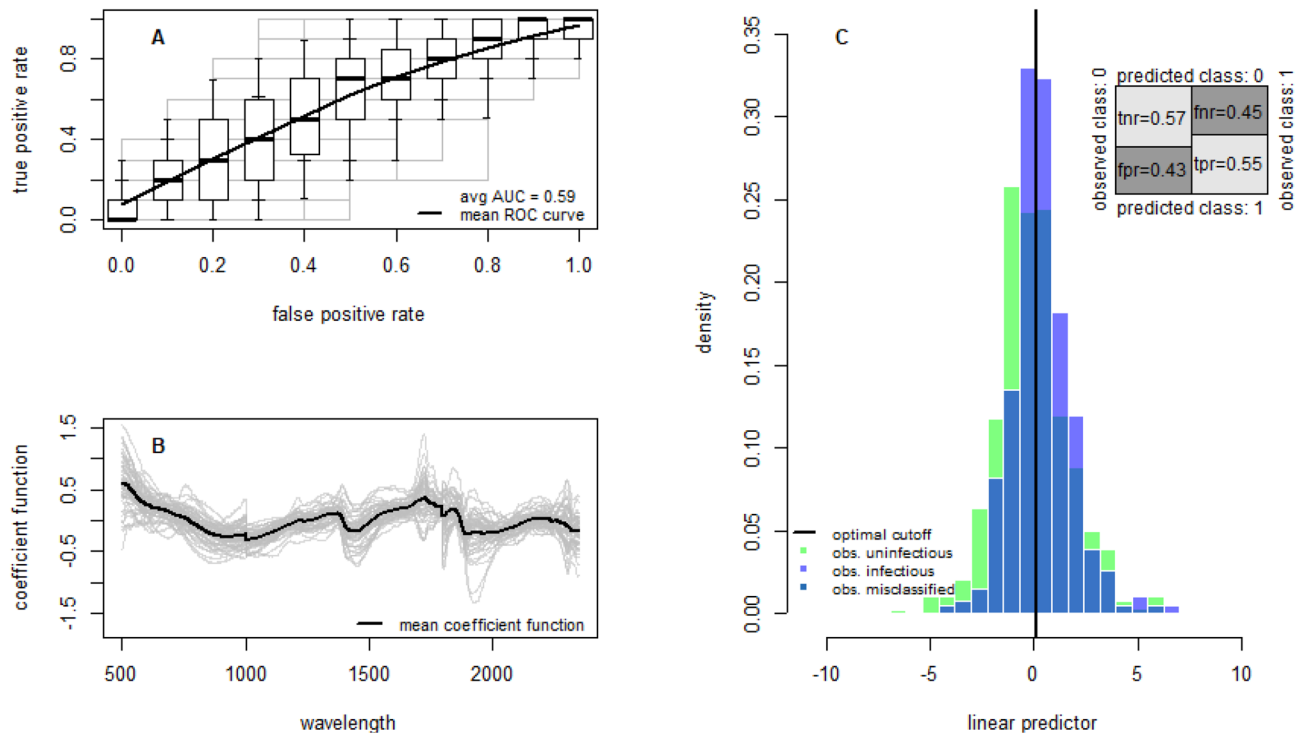 A
true positive rate
0.0
0.4
0.8
avg AUC = 0.59
mean ROC curve
0.0
0.2
0.4
0.6
0.8
1.0
false positive rate
B
coefficient function
-1.5
-0.5
0.5
1.5
mean coefficient function
500
1000
1500
2000
wavelength
C
density
0.00
0.05
0.10
0.15
0.20
0.25
0.30
0.35
observed class: 0
predicted class: 0
observed class: 1
tnr=0.57
fnr=0.45
fpr=0.43
tpr=0.55
predicted class: 1
optimal cutoff
obs. uninfectious
obs. infectious
obs. misclassified
-10
-5
0
5
10
linear predictor